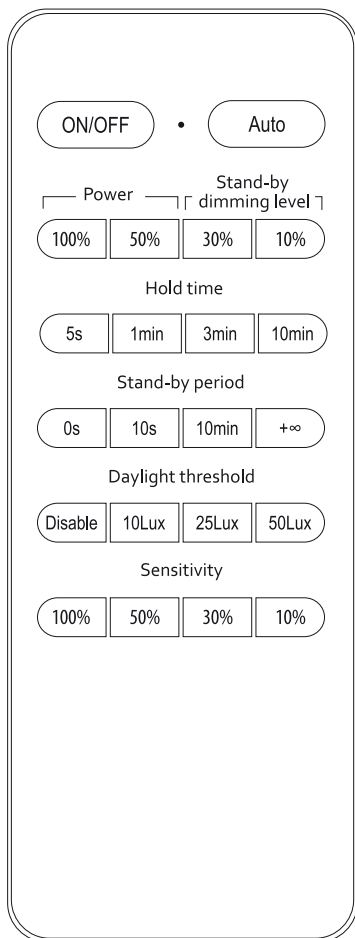 ON/OFF • Auto
Power
Stand-by
dimming level
100% 50% 30% 10%
Hold time
5s 1min 3min 10min
Stand-by period
0s 10s 10min +∞
Daylight threshold
Disable 10Lux 25Lux 50Lux
Sensitivity
100% 50% 30% 10%